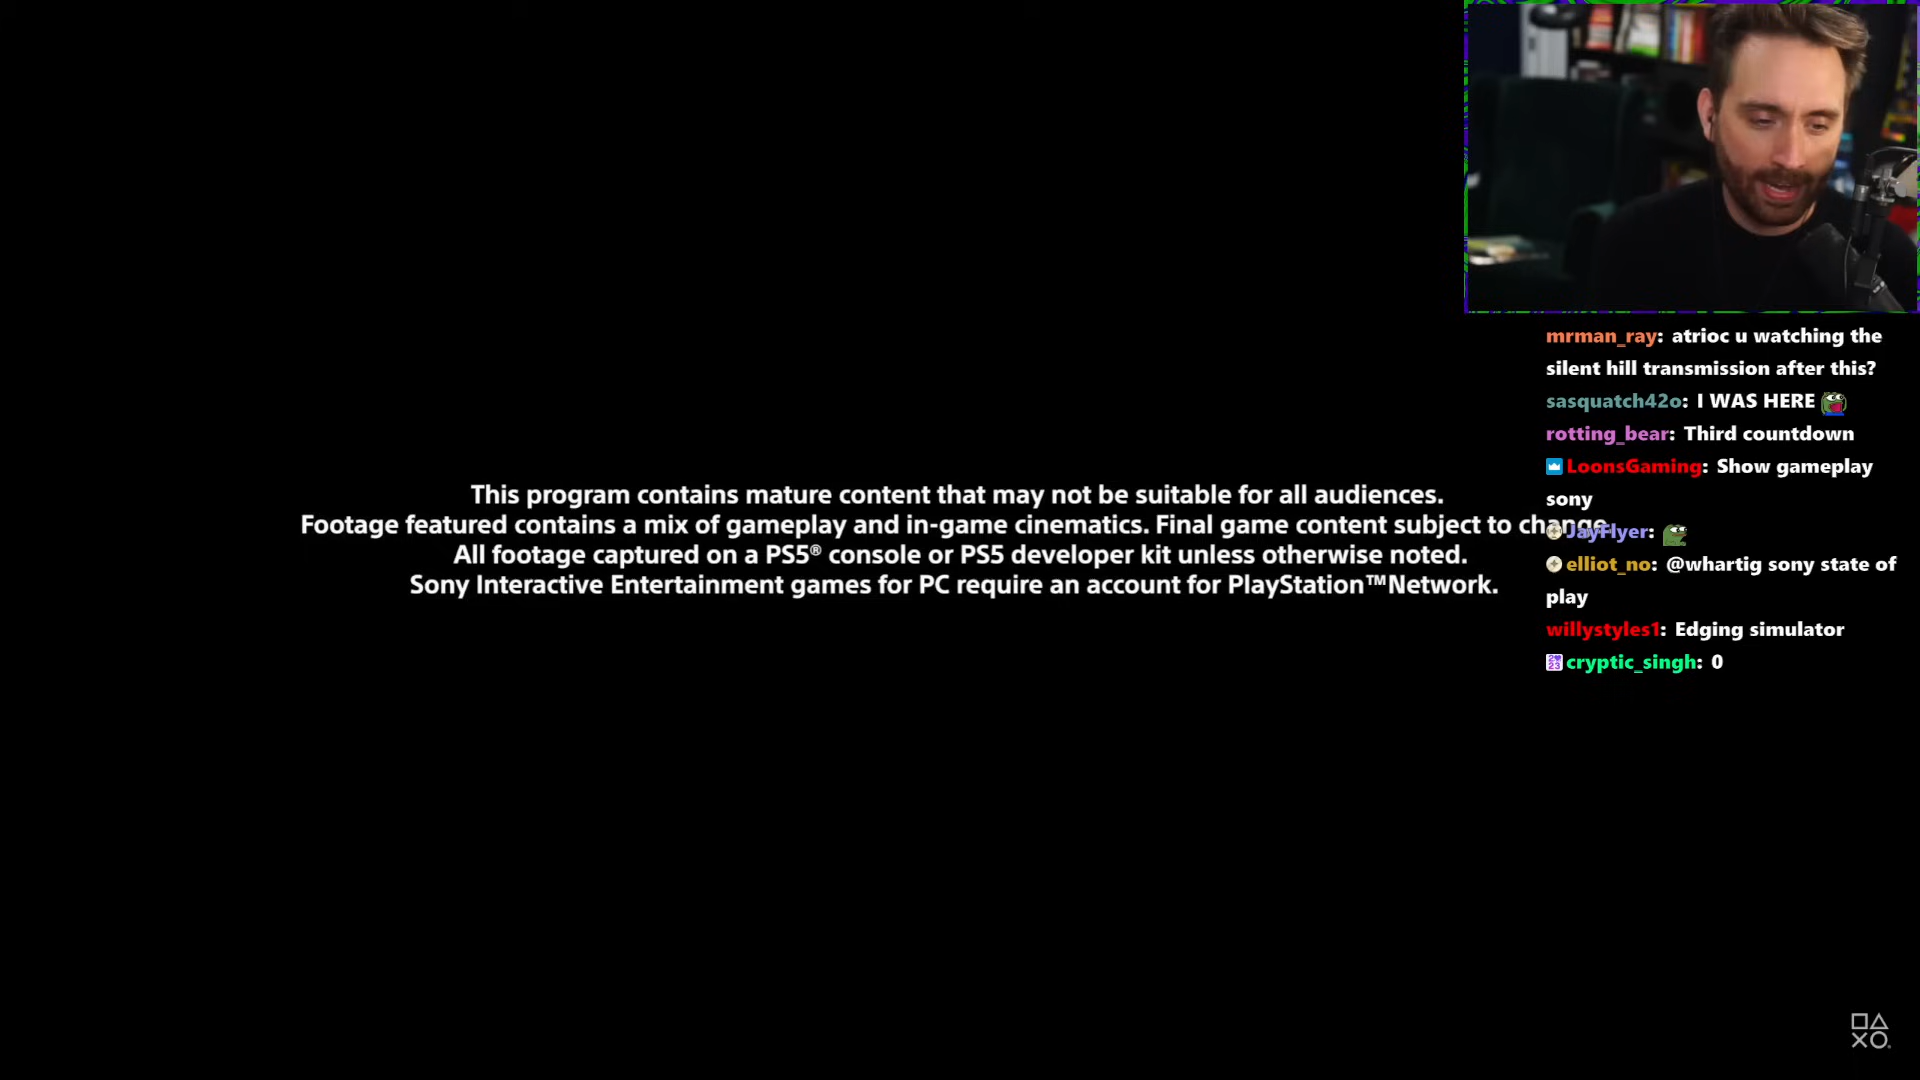 This program contains mature content that may not be suitable for all audiences.
Footage featured contains a mix of gameplay and in-game cinematics. Final game content subject to change.
All footage captured on a PS5® console or PS5 developer kit unless otherwise noted.
Sony Interactive Entertainment games for PC require an account for PlayStation™Network.
mrman_ray: atrioc u watching the
silent hill transmission after this?
sasquatch42o: I WAS HERE
rotting_bear: Third countdown
LoonsGaming: Show gameplay
sony
JayFlyer:
elliot_no: @whartig sony state of
play
willystyles1: Edging simulator
cryptic_singh: 0